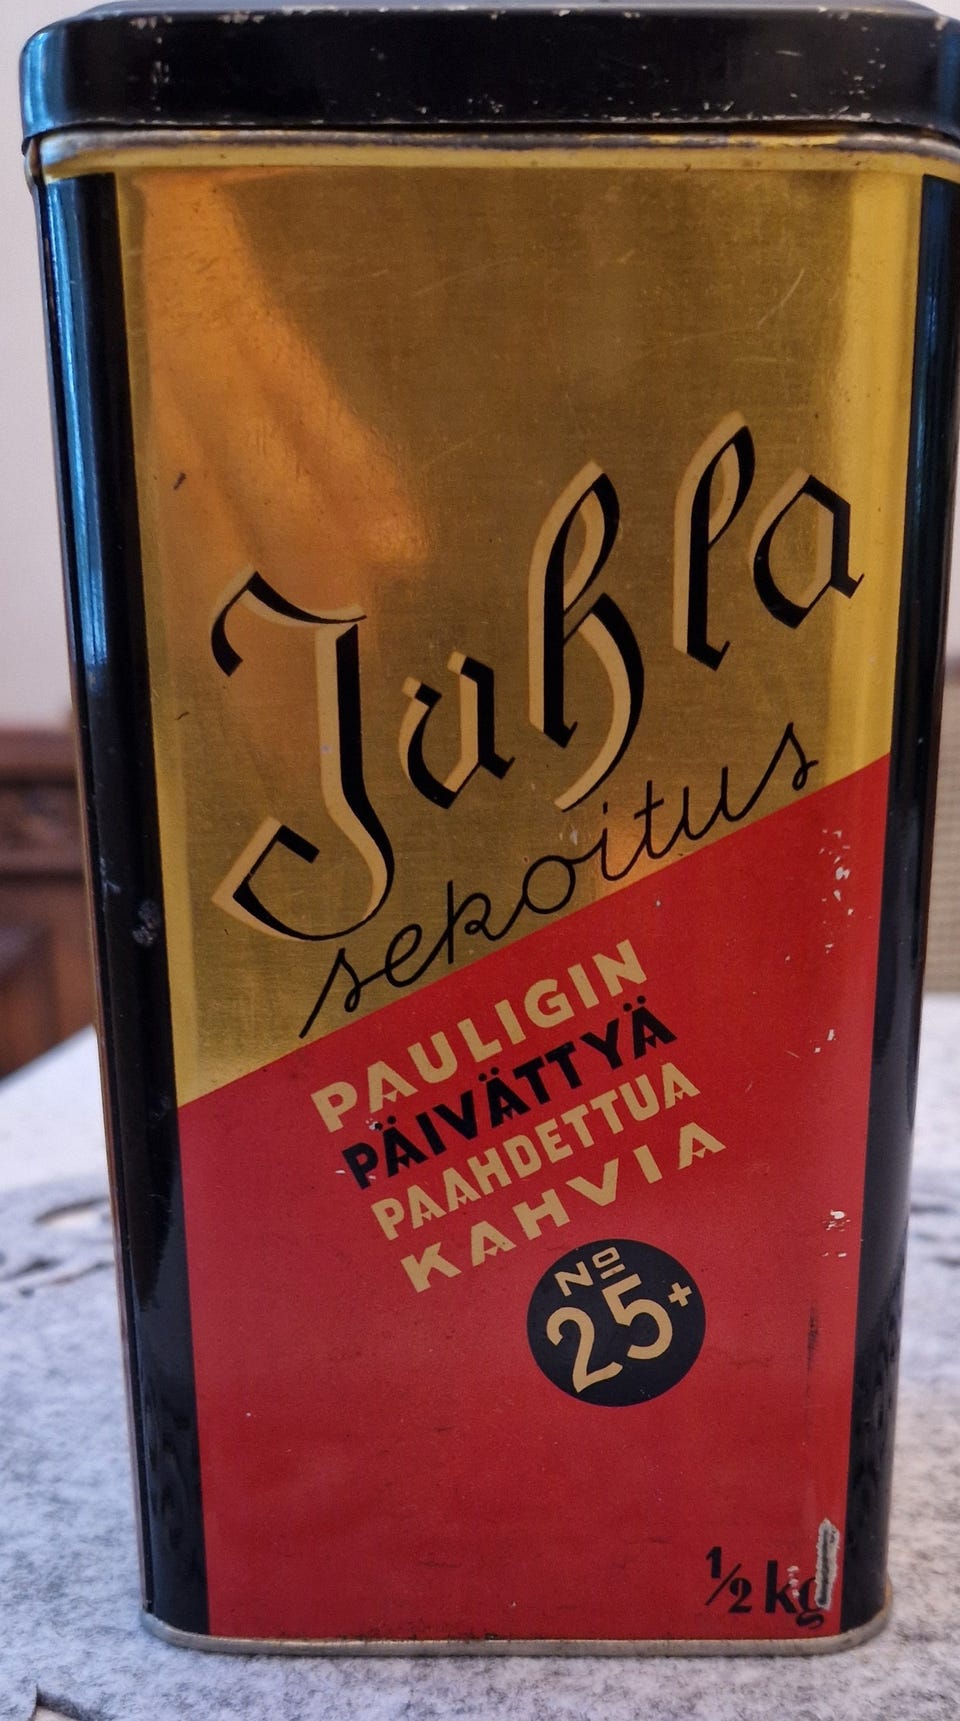 Juhla
sekoitus
PAULIGIN
PÄIVÄTTYÄ
PAAHDETTUA
KAHVIA
Nº
25+
½ kg